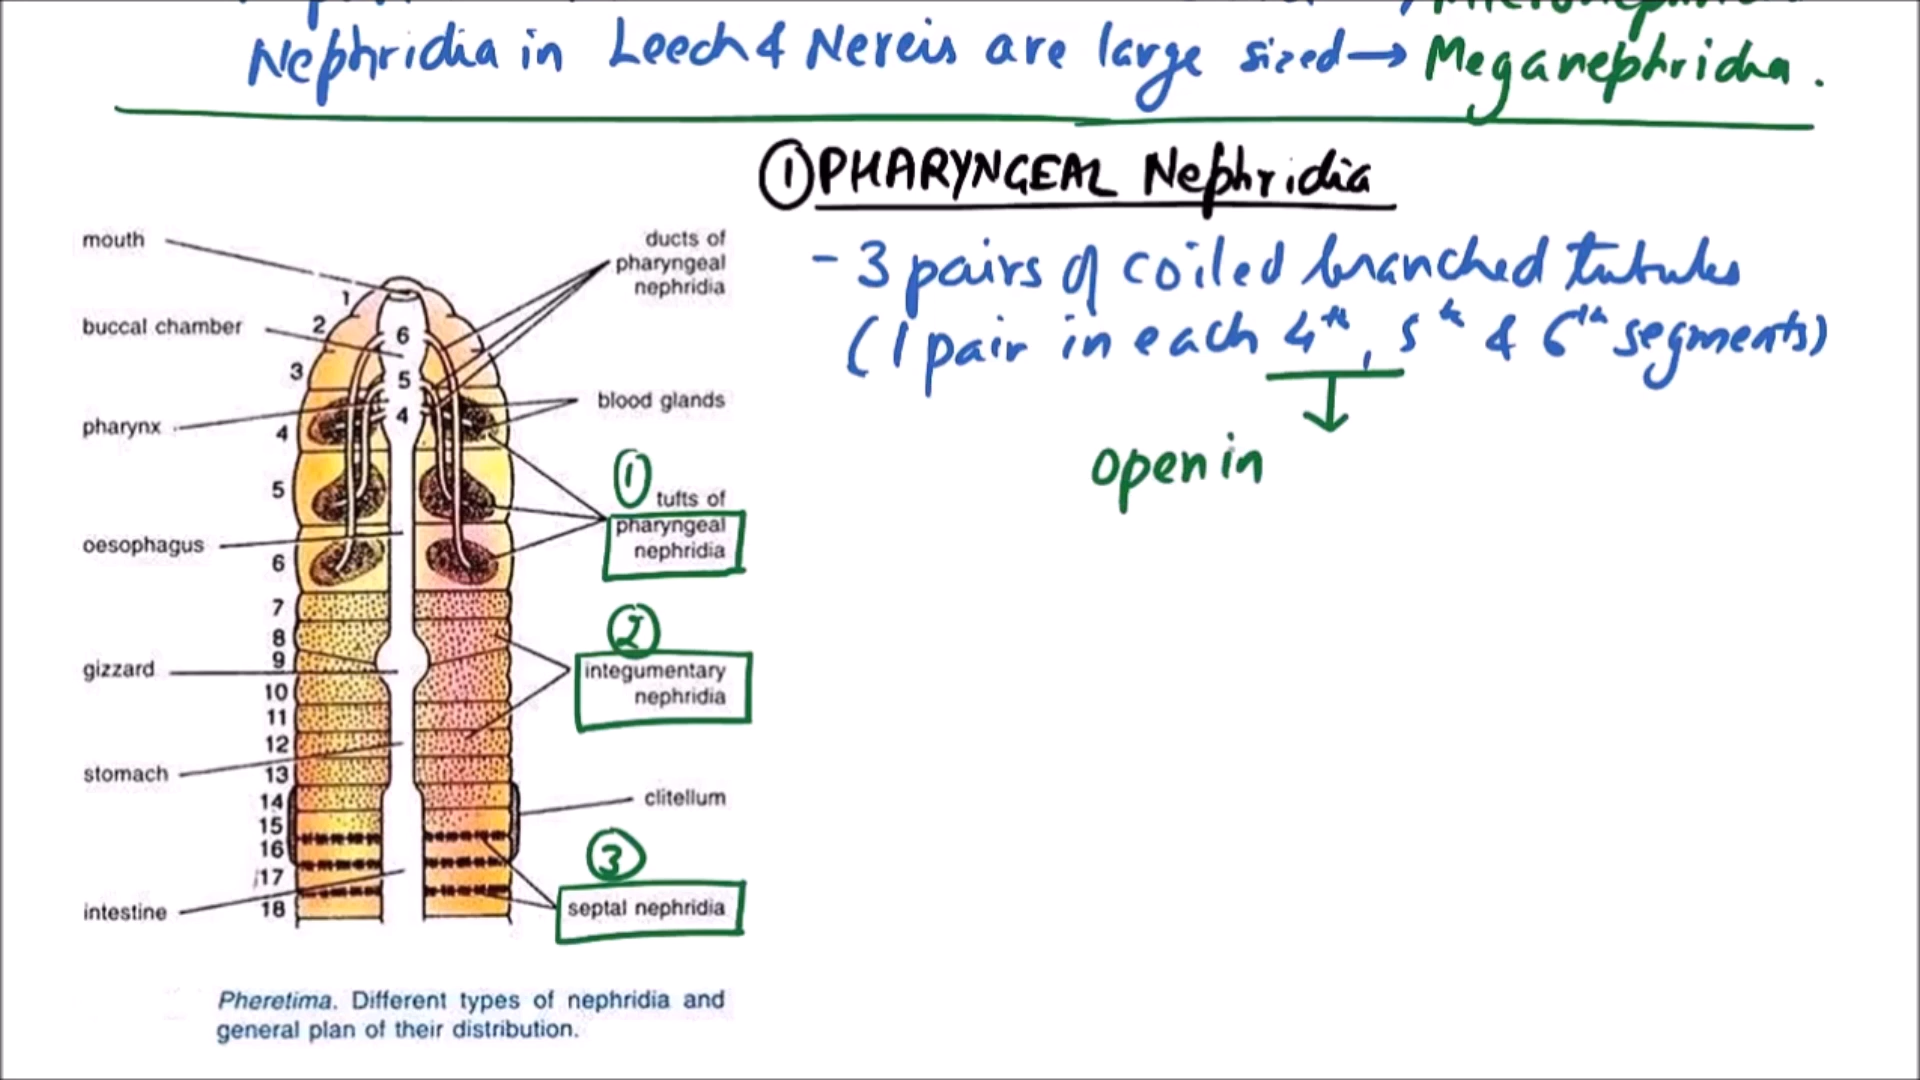 Nephridia in Leech & Nereis are large sized → Meganephridia.
① PHARYNGEAL Nephridia
- 3 pairs of coiled branched tubules
(1 pair in each 4th, 5th & 6th segments)
open in
mouth
buccal chamber
pharynx
oesophagus
gizzard
stomach
intestine
1
2
3
4
5
6
7
8
9
10
11
12
13
14
15
16
17
18
6
5
4
ducts of
pharyngeal
nephridia
blood glands
①
tufts of
pharyngeal
nephridia
②
integumentary
nephridia
clitellum
③
septal nephridia
Pheretima. Different types of nephridia and
general plan of their distribution.